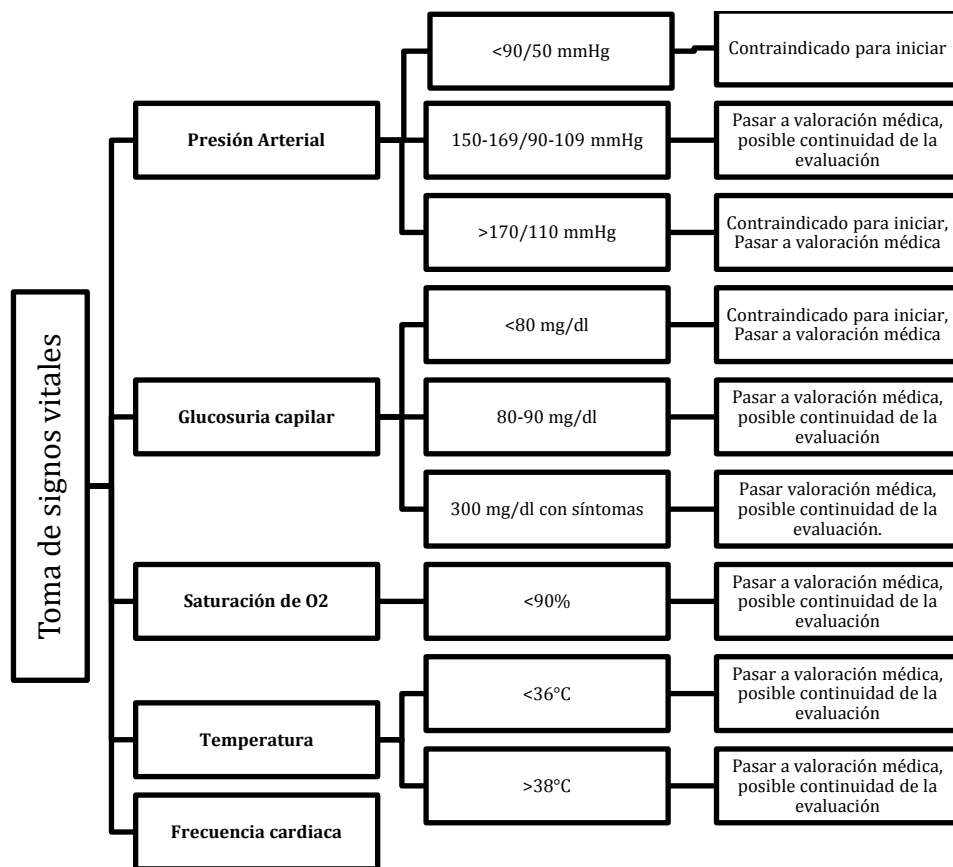 Toma de signos vitales
Presión Arterial
<90/50 mmHg
Contraindicado para iniciar
150-169/90-109 mmHg
Pasar a valoración médica,
posible continuidad de la
evaluación
>170/110 mmHg
Contraindicado para iniciar,
Pasar a valoración médica
Glucosuria capilar
<80 mg/dl
Contraindicado para iniciar,
Pasar a valoración médica
80-90 mg/dl
Pasar a valoración médica,
posible continuidad de la
evaluación
300 mg/dl con síntomas
Pasar valoración médica,
posible continuidad de la
evaluación.
Saturación de O2
<90%
Pasar a valoración médica,
posible continuidad de la
evaluación
Temperatura
<36°C
Pasar a valoración médica,
posible continuidad de la
evaluación
>38°C
Pasar a valoración médica,
posible continuidad de la
evaluación
Frecuencia cardiaca